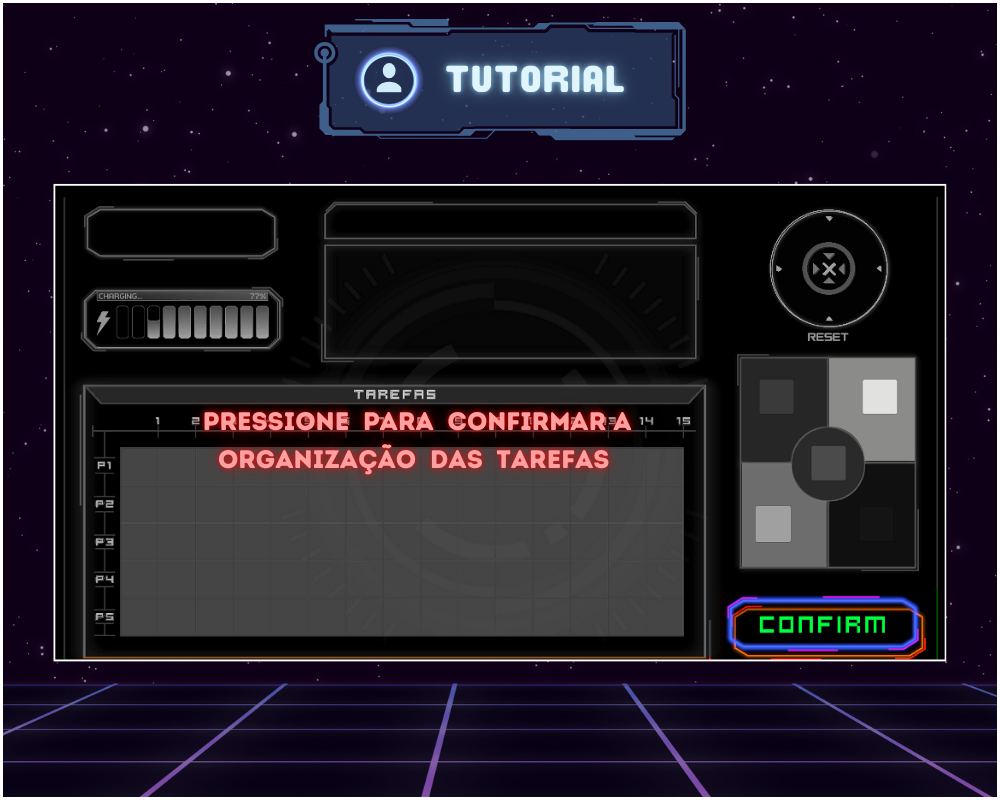 TUTORIAL
CHARGING... 77%
RESET
TAREFAS
1 2 14 15
PRESSIONE PARA CONFIRMAR A
ORGANIZAÇÃO DAS TAREFAS
P1
P2
P3
P4
P5
CONFIRM